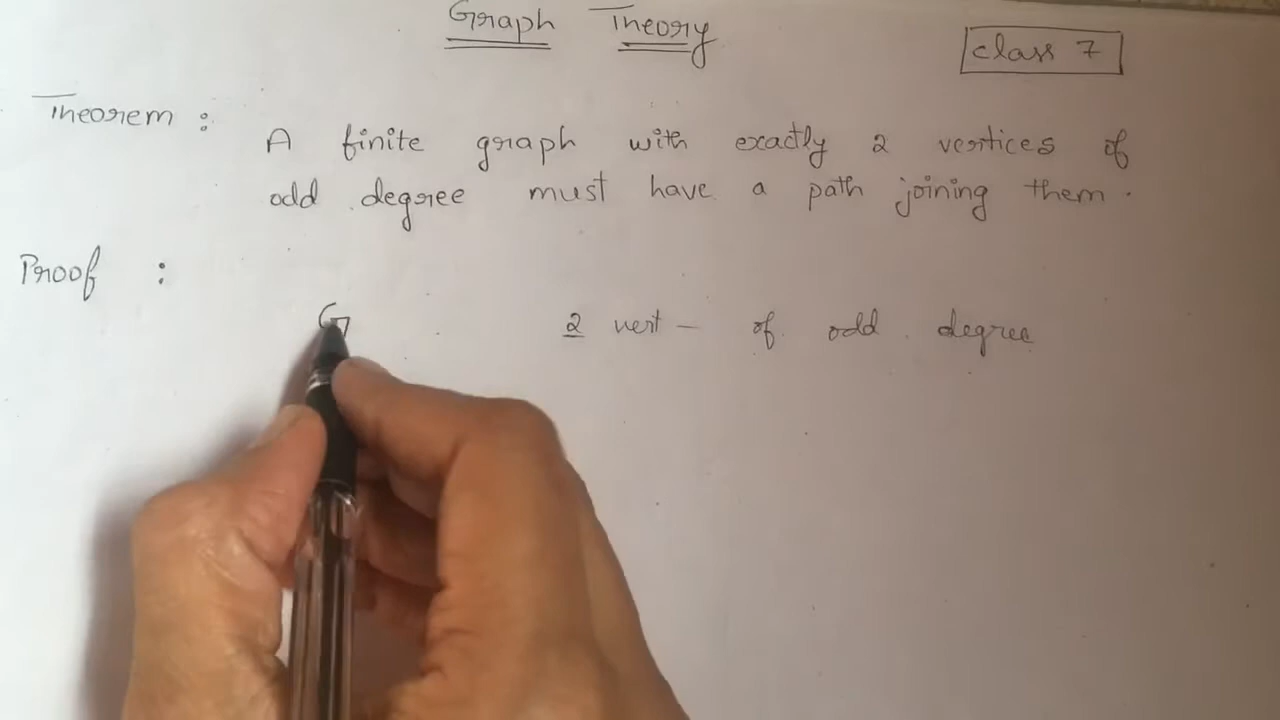 Graph Theory
class 7
Theorem :
A finite graph with exactly 2 vertices of
odd degree must have a path joining them.
Proof :
G 2 vert — of odd degree